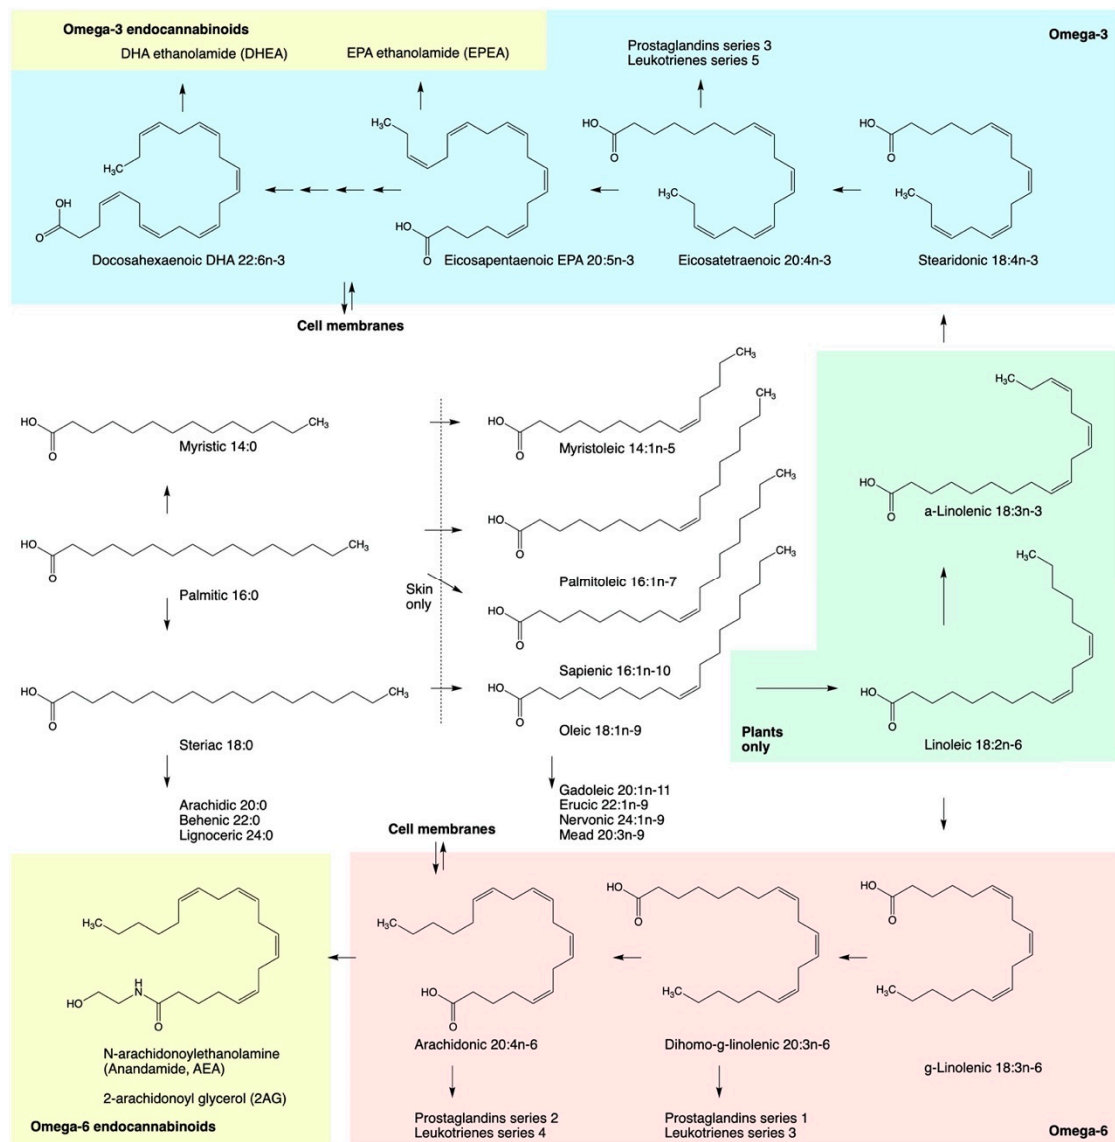 Omega-3 endocannabinoids
DHA ethanolamide (DHEA)
EPA ethanolamide (EPEA)
Prostaglandins series 3
Leukotrienes series 5
Omega-3
H₃C
OH
O
Docosahexaenoic DHA 22:6n-3
H₃C
HO
O
Eicosapentaenoic EPA 20:5n-3
HO
O
H₃C
Eicosatetraenoic 20:4n-3
HO
O
H₃C
Stearidonic 18:4n-3
Cell membranes
HO
O
CH₃
Myristic 14:0
HO
O
CH₃
Myristoleic 14:1n-5
HO
O
CH₃
Palmitic 16:0
HO
O
CH₃
Palmitoleic 16:1n-7
Skin
only
HO
O
CH₃
Sapienic 16:1n-10
HO
O
CH₃
Steriac 18:0
HO
O
CH₃
Oleic 18:1n-9
H₃C
HO
O
a-Linolenic 18:3n-3
H₃C
HO
O
Linoleic 18:2n-6
Plants
only
Arachidic 20:0
Behenic 22:0
Lignoceric 24:0
Gadoleic 20:1n-11
Erucic 22:1n-9
Nervonic 24:1n-9
Mead 20:3n-9
Cell membranes
H₃C
HO
H
N
O
N-arachidonoylethanolamine
(Anandamide, AEA)
2-arachidonoyl glycerol (2AG)
Omega-6 endocannabinoids
H₃C
HO
O
Arachidonic 20:4n-6
HO
O
H₃C
Dihomo-g-linolenic 20:3n-6
HO
O
H₃C
g-Linolenic 18:3n-6
Prostaglandins series 2
Leukotrienes series 4
Prostaglandins series 1
Leukotrienes series 3
Omega-6